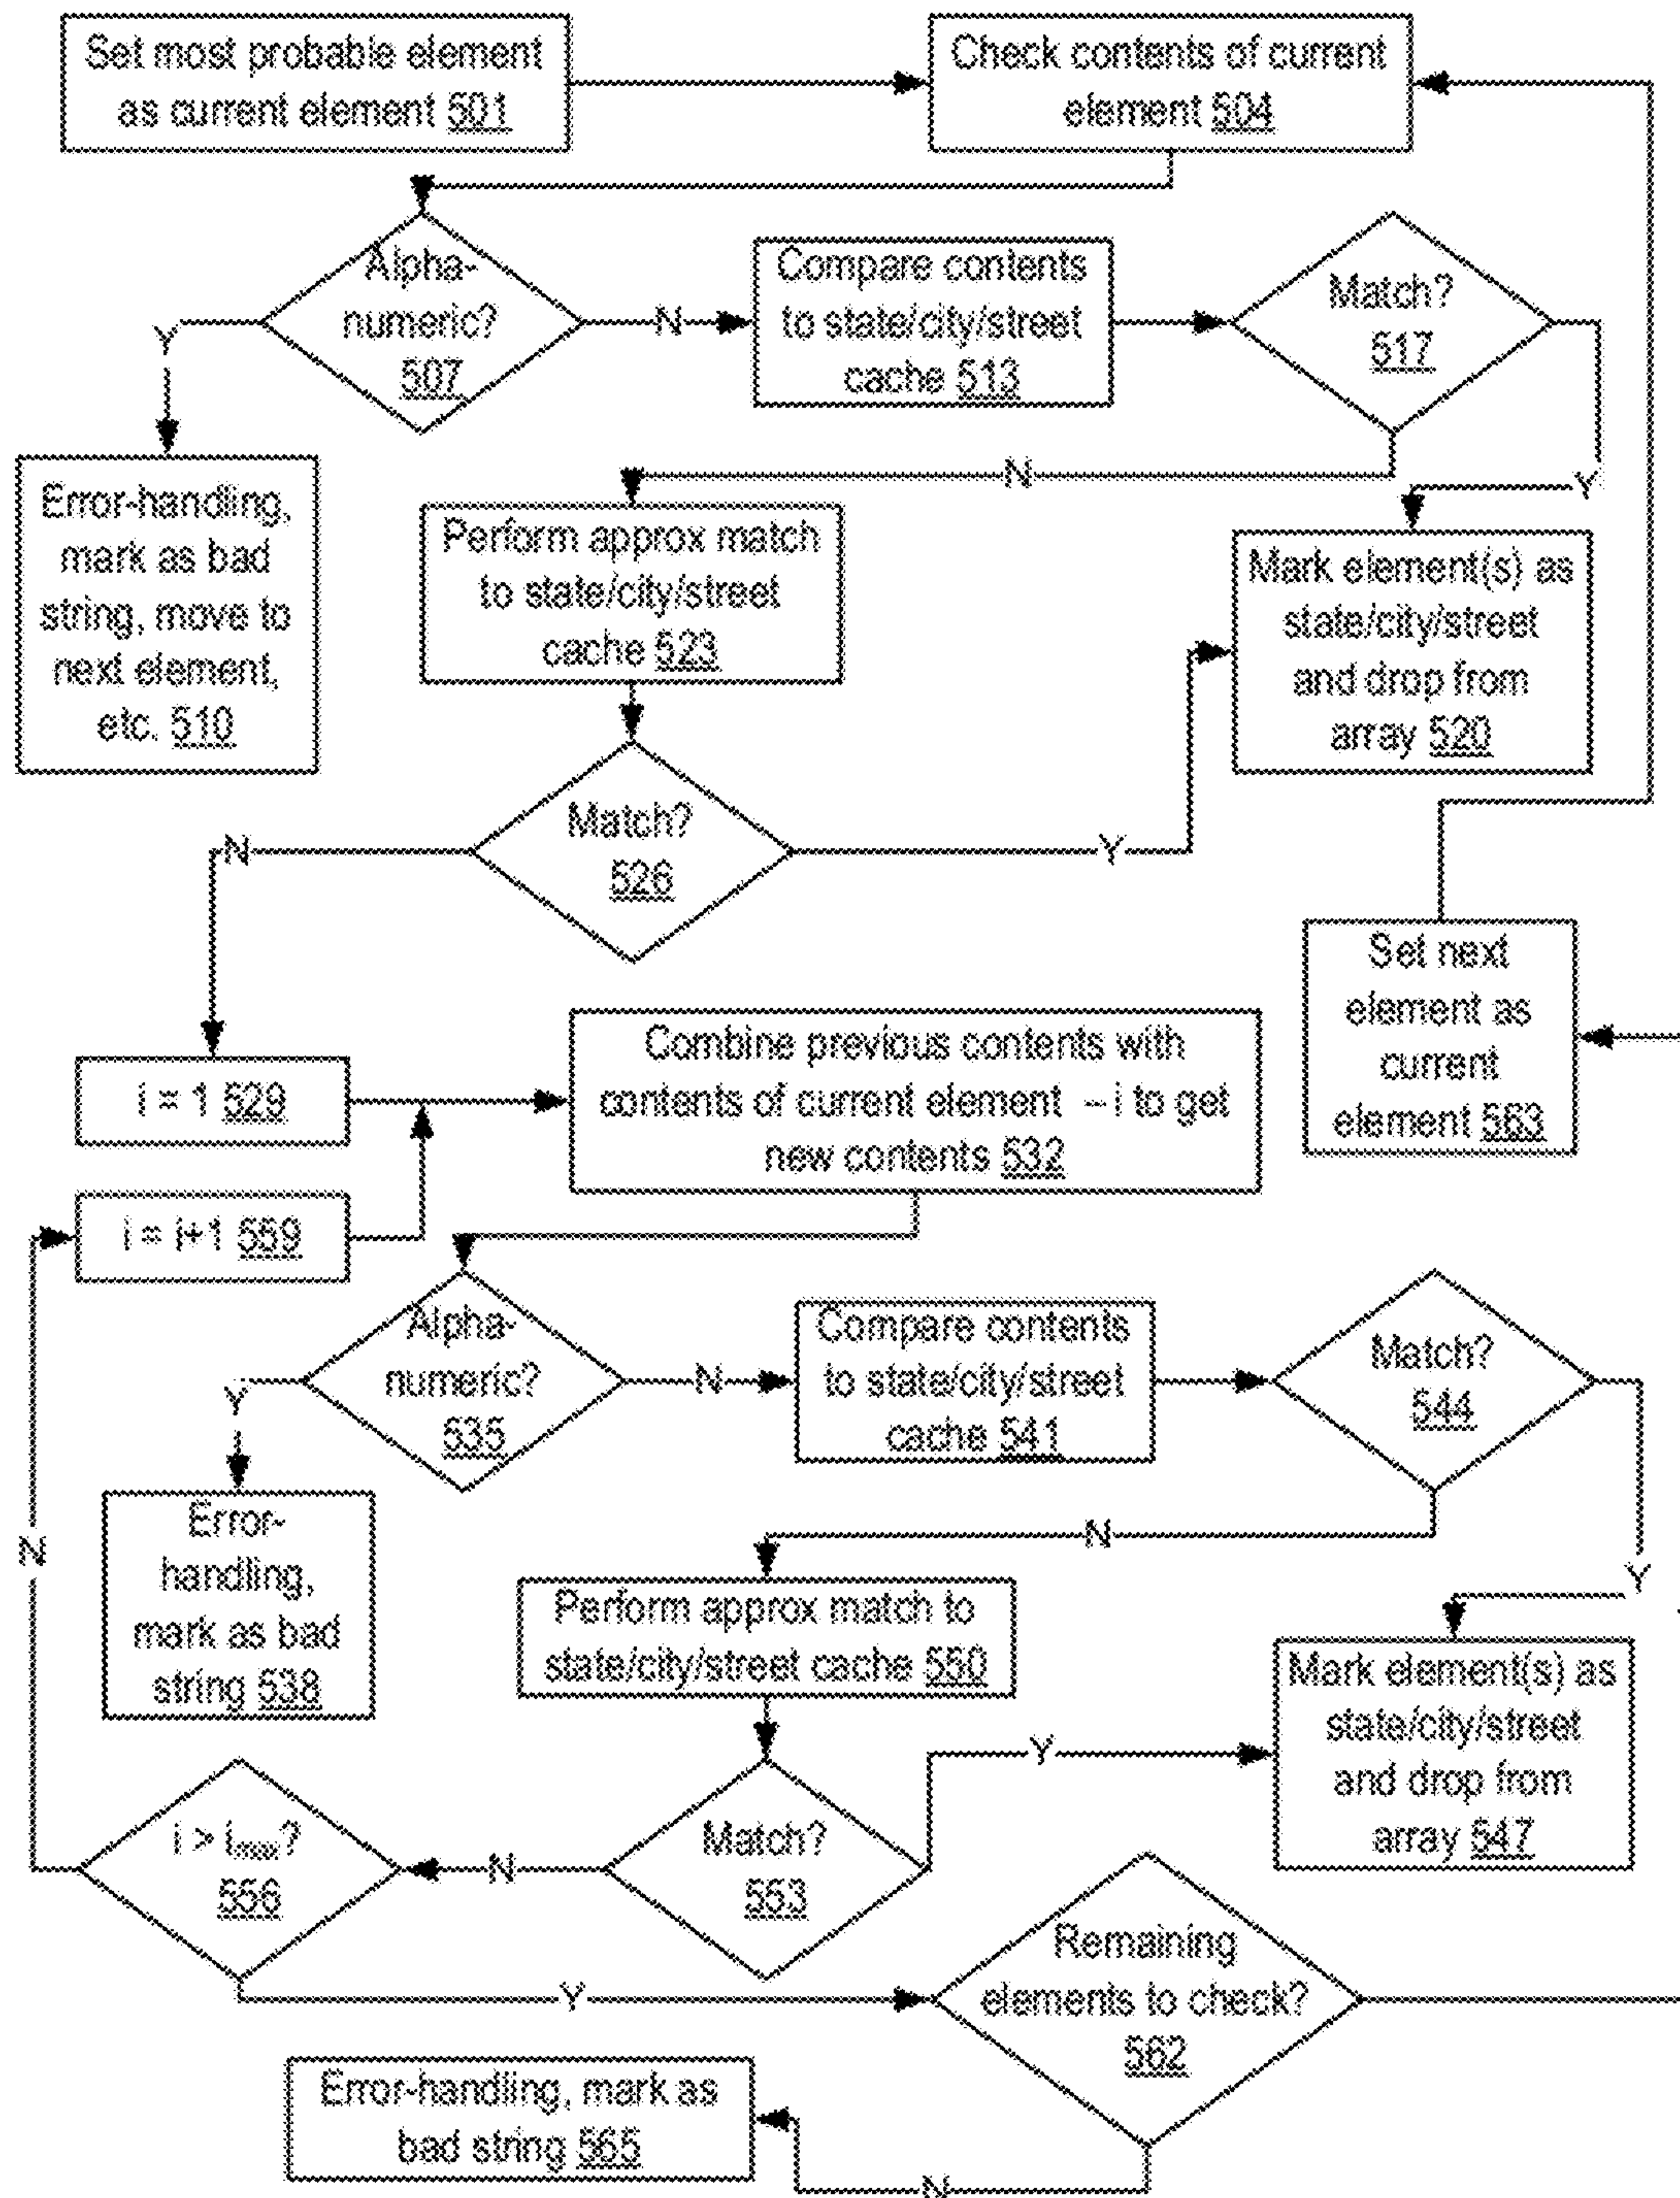 Set most probable element
as current element 501
Check contents of current
element 504
Alpha-
numeric?
507
Y
N
Compare contents
to state/city/street
cache 513
Match?
517
N
Y
Error-handling,
mark as bad
string, move to
next element,
etc. 510
Perform approx match
to state/city/street
cache 523
Mark element(s) as
state/city/street
and drop from
array 520
Match?
526
N
Y
Set next
element as
current
element 563
i = 1 529
Combine previous contents with
contents of current element – i to get
new contents 532
i = i+1 559
Alpha-
numeric?
535
Y
N
Compare contents
to state/city/street
cache 541
Match?
544
N
Y
Error-
handling,
mark as bad
string 538
Perform approx match to
state/city/street cache 550
Mark element(s) as
state/city/street
and drop from
array 547
N
i > imax?
556
N
Match?
553
Y
Y
Remaining
elements to check?
562
Error-handling, mark as
bad string 565
N